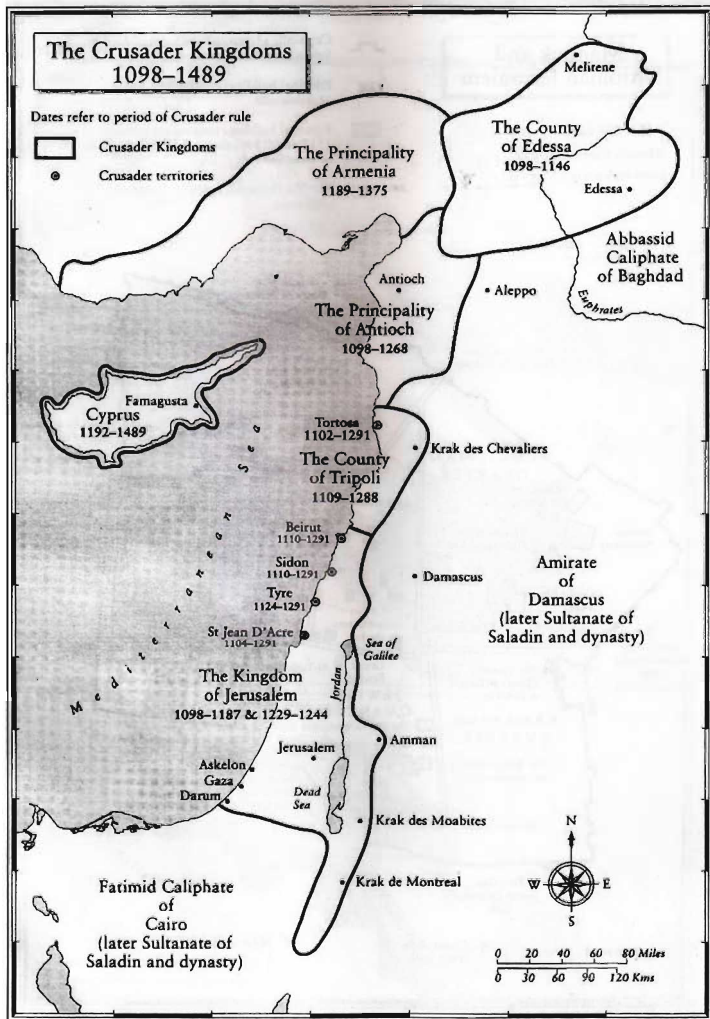 The Crusader Kingdoms
1098–1489
Dates refer to period of Crusader rule
Crusader Kingdoms
Crusader territories
Melitene
The County
of Edessa
1098–1146
Edessa
The Principality
of Armenia
1189–1375
Abbassid
Caliphate
of Baghdad
Euphrates
Antioch
Aleppo
The Principality
of Antioch
1098–1268
Famagusta
Cyprus
1192–1489
Tortosa
1102–1291
Krak des Chevaliers
The County
of Tripoli
1109–1288
Mediterranean Sea
Beirut
1110–1291
Sidon
1110–1291
Damascus
Amirate
of
Damascus
(later Sultanate of
Saladin and dynasty)
Tyre
1124–1291
St Jean D'Acre
1104–1291
Sea of
Galilee
Jordan
The Kingdom
of Jerusalem
1098–1187 & 1229–1244
Jerusalem
Amman
Askelon
Gaza
Darum
Dead
Sea
Krak des Moabites
Krak de Montreal
Fatimid Caliphate
of
Cairo
(later Sultanate of
Saladin and dynasty)
N
W E
S
0 20 40 60 80 Miles
0 30 60 90 120 Kms